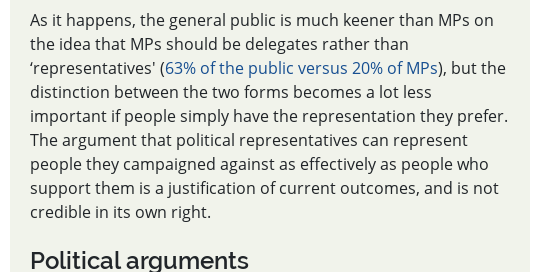 As it happens, the general public is much keener than MPs on
the idea that MPs should be delegates rather than
‘representatives' (63% of the public versus 20% of MPs), but the
distinction between the two forms becomes a lot less
important if people simply have the representation they prefer.
The argument that political representatives can represent
people they campaigned against as effectively as people who
support them is a justification of current outcomes, and is not
credible in its own right.
Political arguments